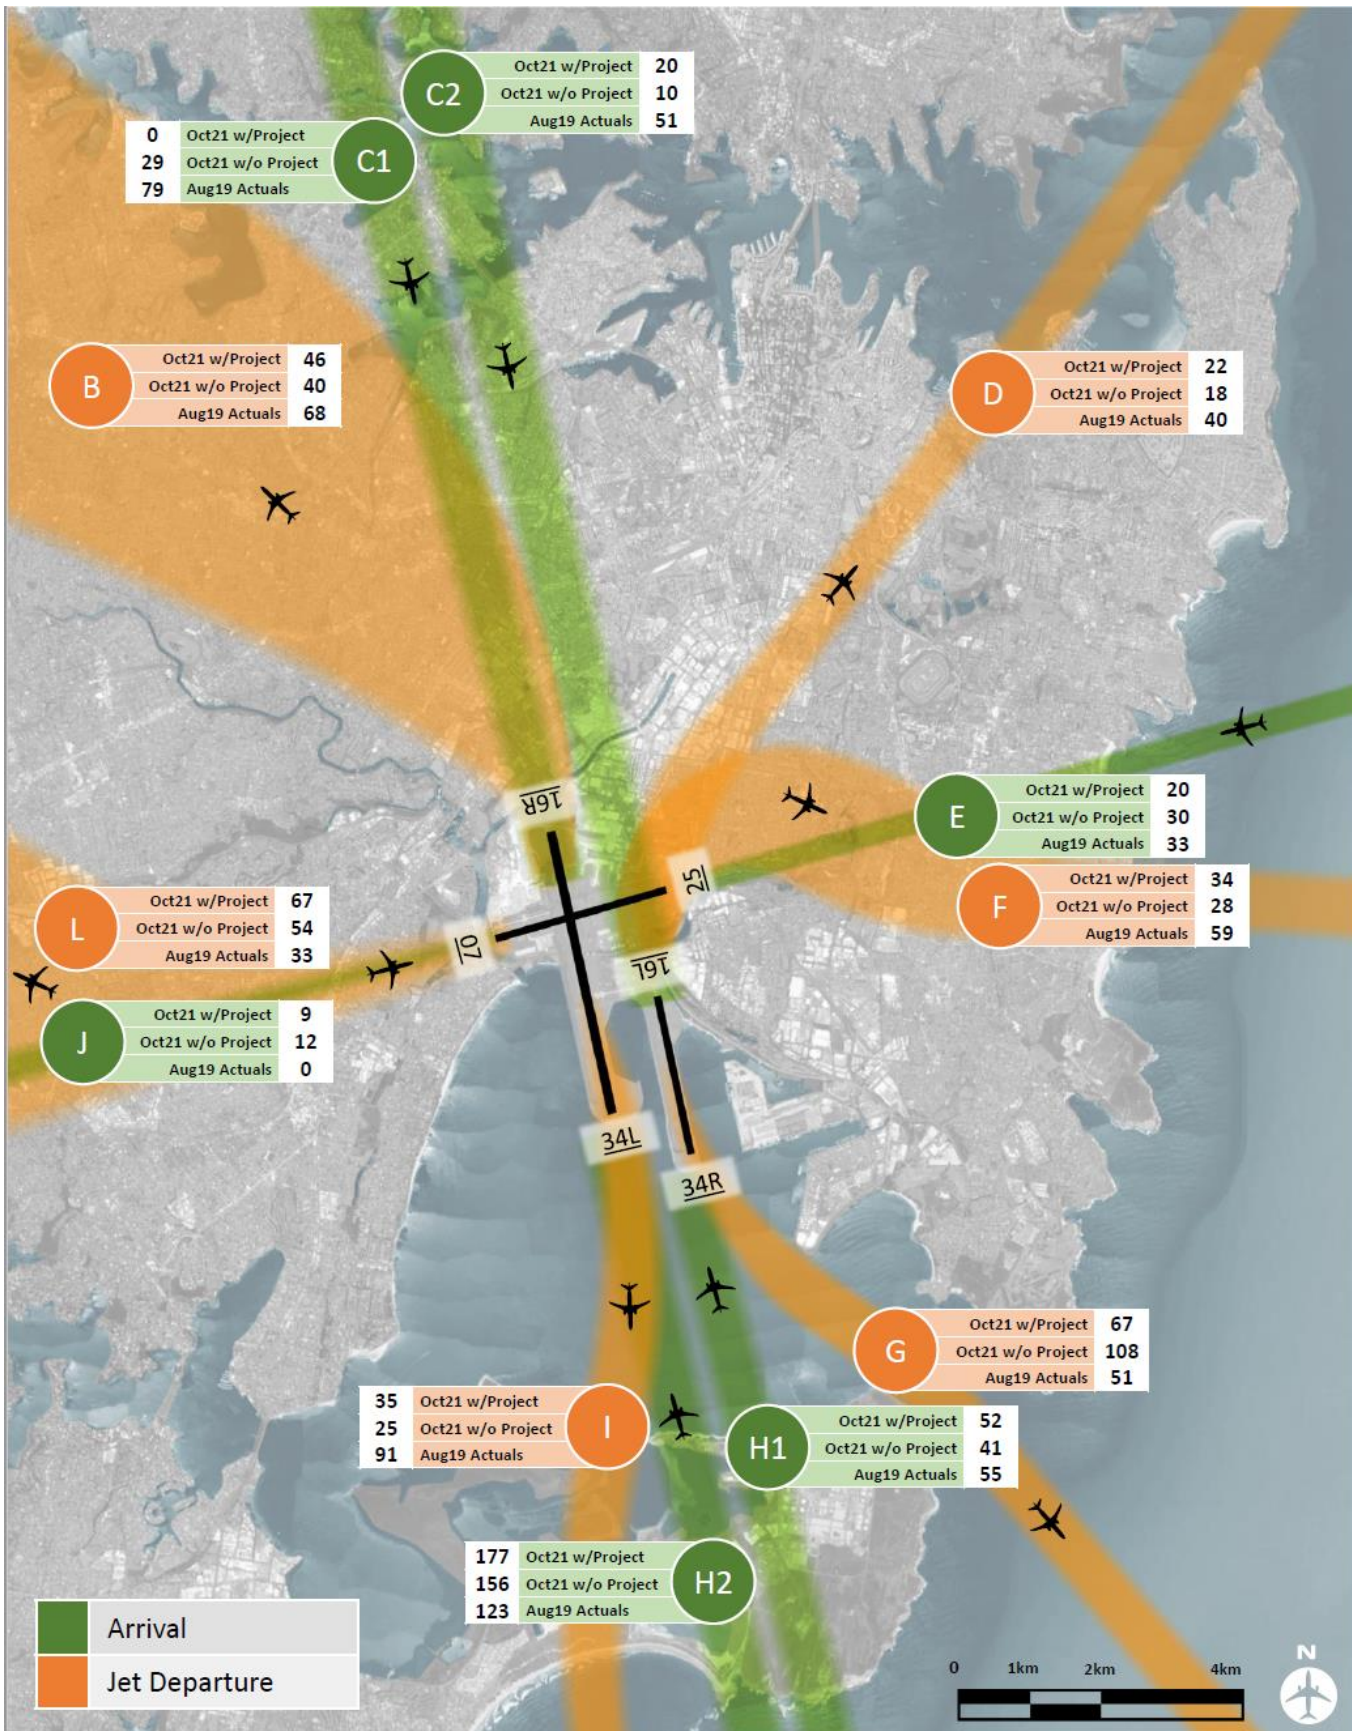 C2
Oct21 w/Project 20
Oct21 w/o Project 10
Aug19 Actuals 51
C1
0 Oct21 w/Project
29 Oct21 w/o Project
79 Aug19 Actuals
B
Oct21 w/Project 46
Oct21 w/o Project 40
Aug19 Actuals 68
D
Oct21 w/Project 22
Oct21 w/o Project 18
Aug19 Actuals 40
16R
25
E
Oct21 w/Project 20
Oct21 w/o Project 30
Aug19 Actuals 33
F
Oct21 w/Project 34
Oct21 w/o Project 28
Aug19 Actuals 59
L
Oct21 w/Project 67
Oct21 w/o Project 54
Aug19 Actuals 33
07
16L
J
Oct21 w/Project 9
Oct21 w/o Project 12
Aug19 Actuals 0
34L
34R
G
Oct21 w/Project 67
Oct21 w/o Project 108
Aug19 Actuals 51
I
35 Oct21 w/Project
25 Oct21 w/o Project
91 Aug19 Actuals
H1
Oct21 w/Project 52
Oct21 w/o Project 41
Aug19 Actuals 55
H2
177 Oct21 w/Project
156 Oct21 w/o Project
123 Aug19 Actuals
Arrival
Jet Departure
0 1km 2km 4km
N